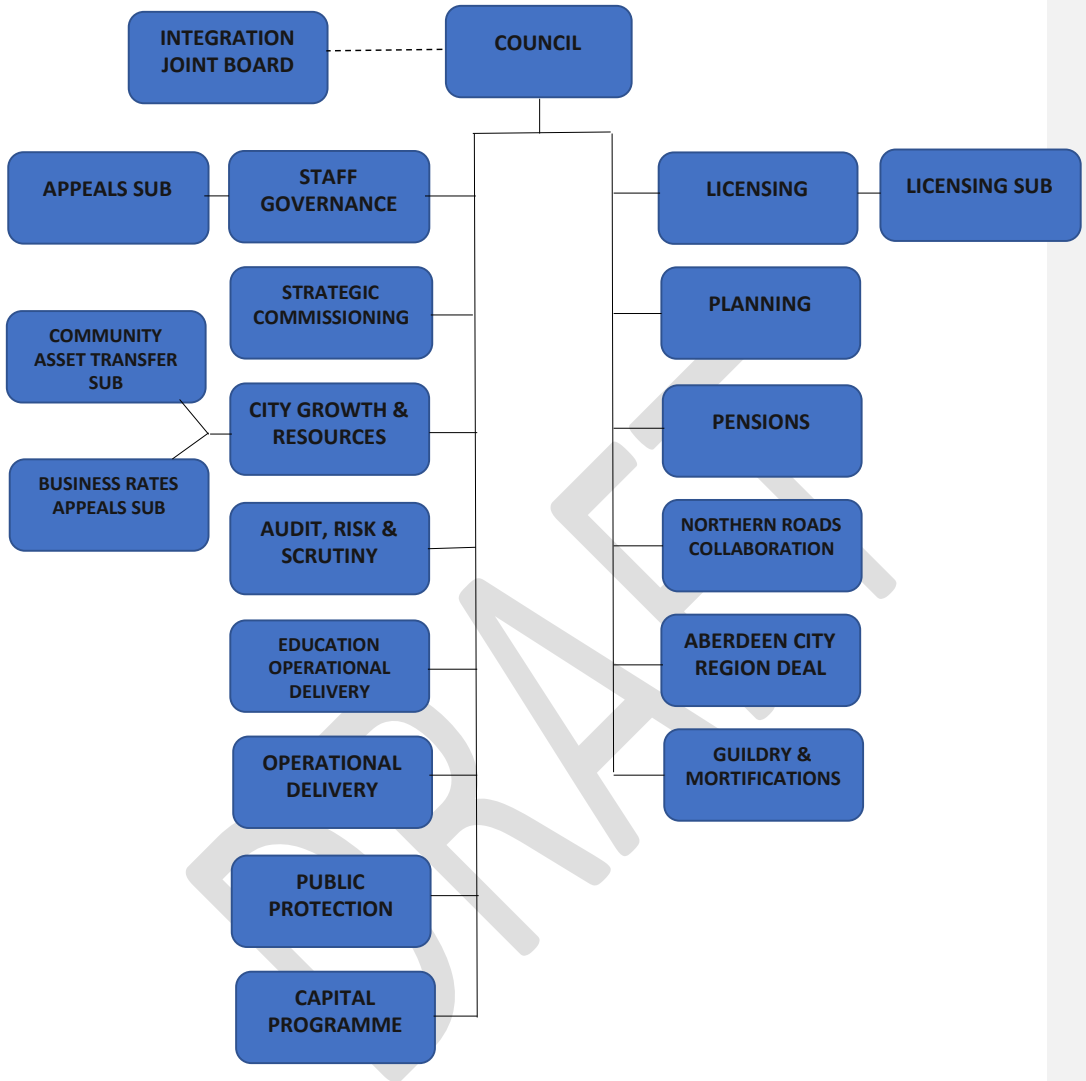 INTEGRATION
JOINT BOARD
COUNCIL
APPEALS SUB
STAFF
GOVERNANCE
LICENSING
LICENSING SUB
STRATEGIC
COMMISSIONING
PLANNING
COMMUNITY
ASSET TRANSFER
SUB
CITY GROWTH &
RESOURCES
PENSIONS
BUSINESS RATES
APPEALS SUB
AUDIT, RISK &
SCRUTINY
NORTHERN ROADS
COLLABORATION
EDUCATION
OPERATIONAL
DELIVERY
ABERDEEN CITY
REGION DEAL
OPERATIONAL
DELIVERY
GUILDRY &
MORTIFICATIONS
PUBLIC
PROTECTION
CAPITAL
PROGRAMME
DRAFT